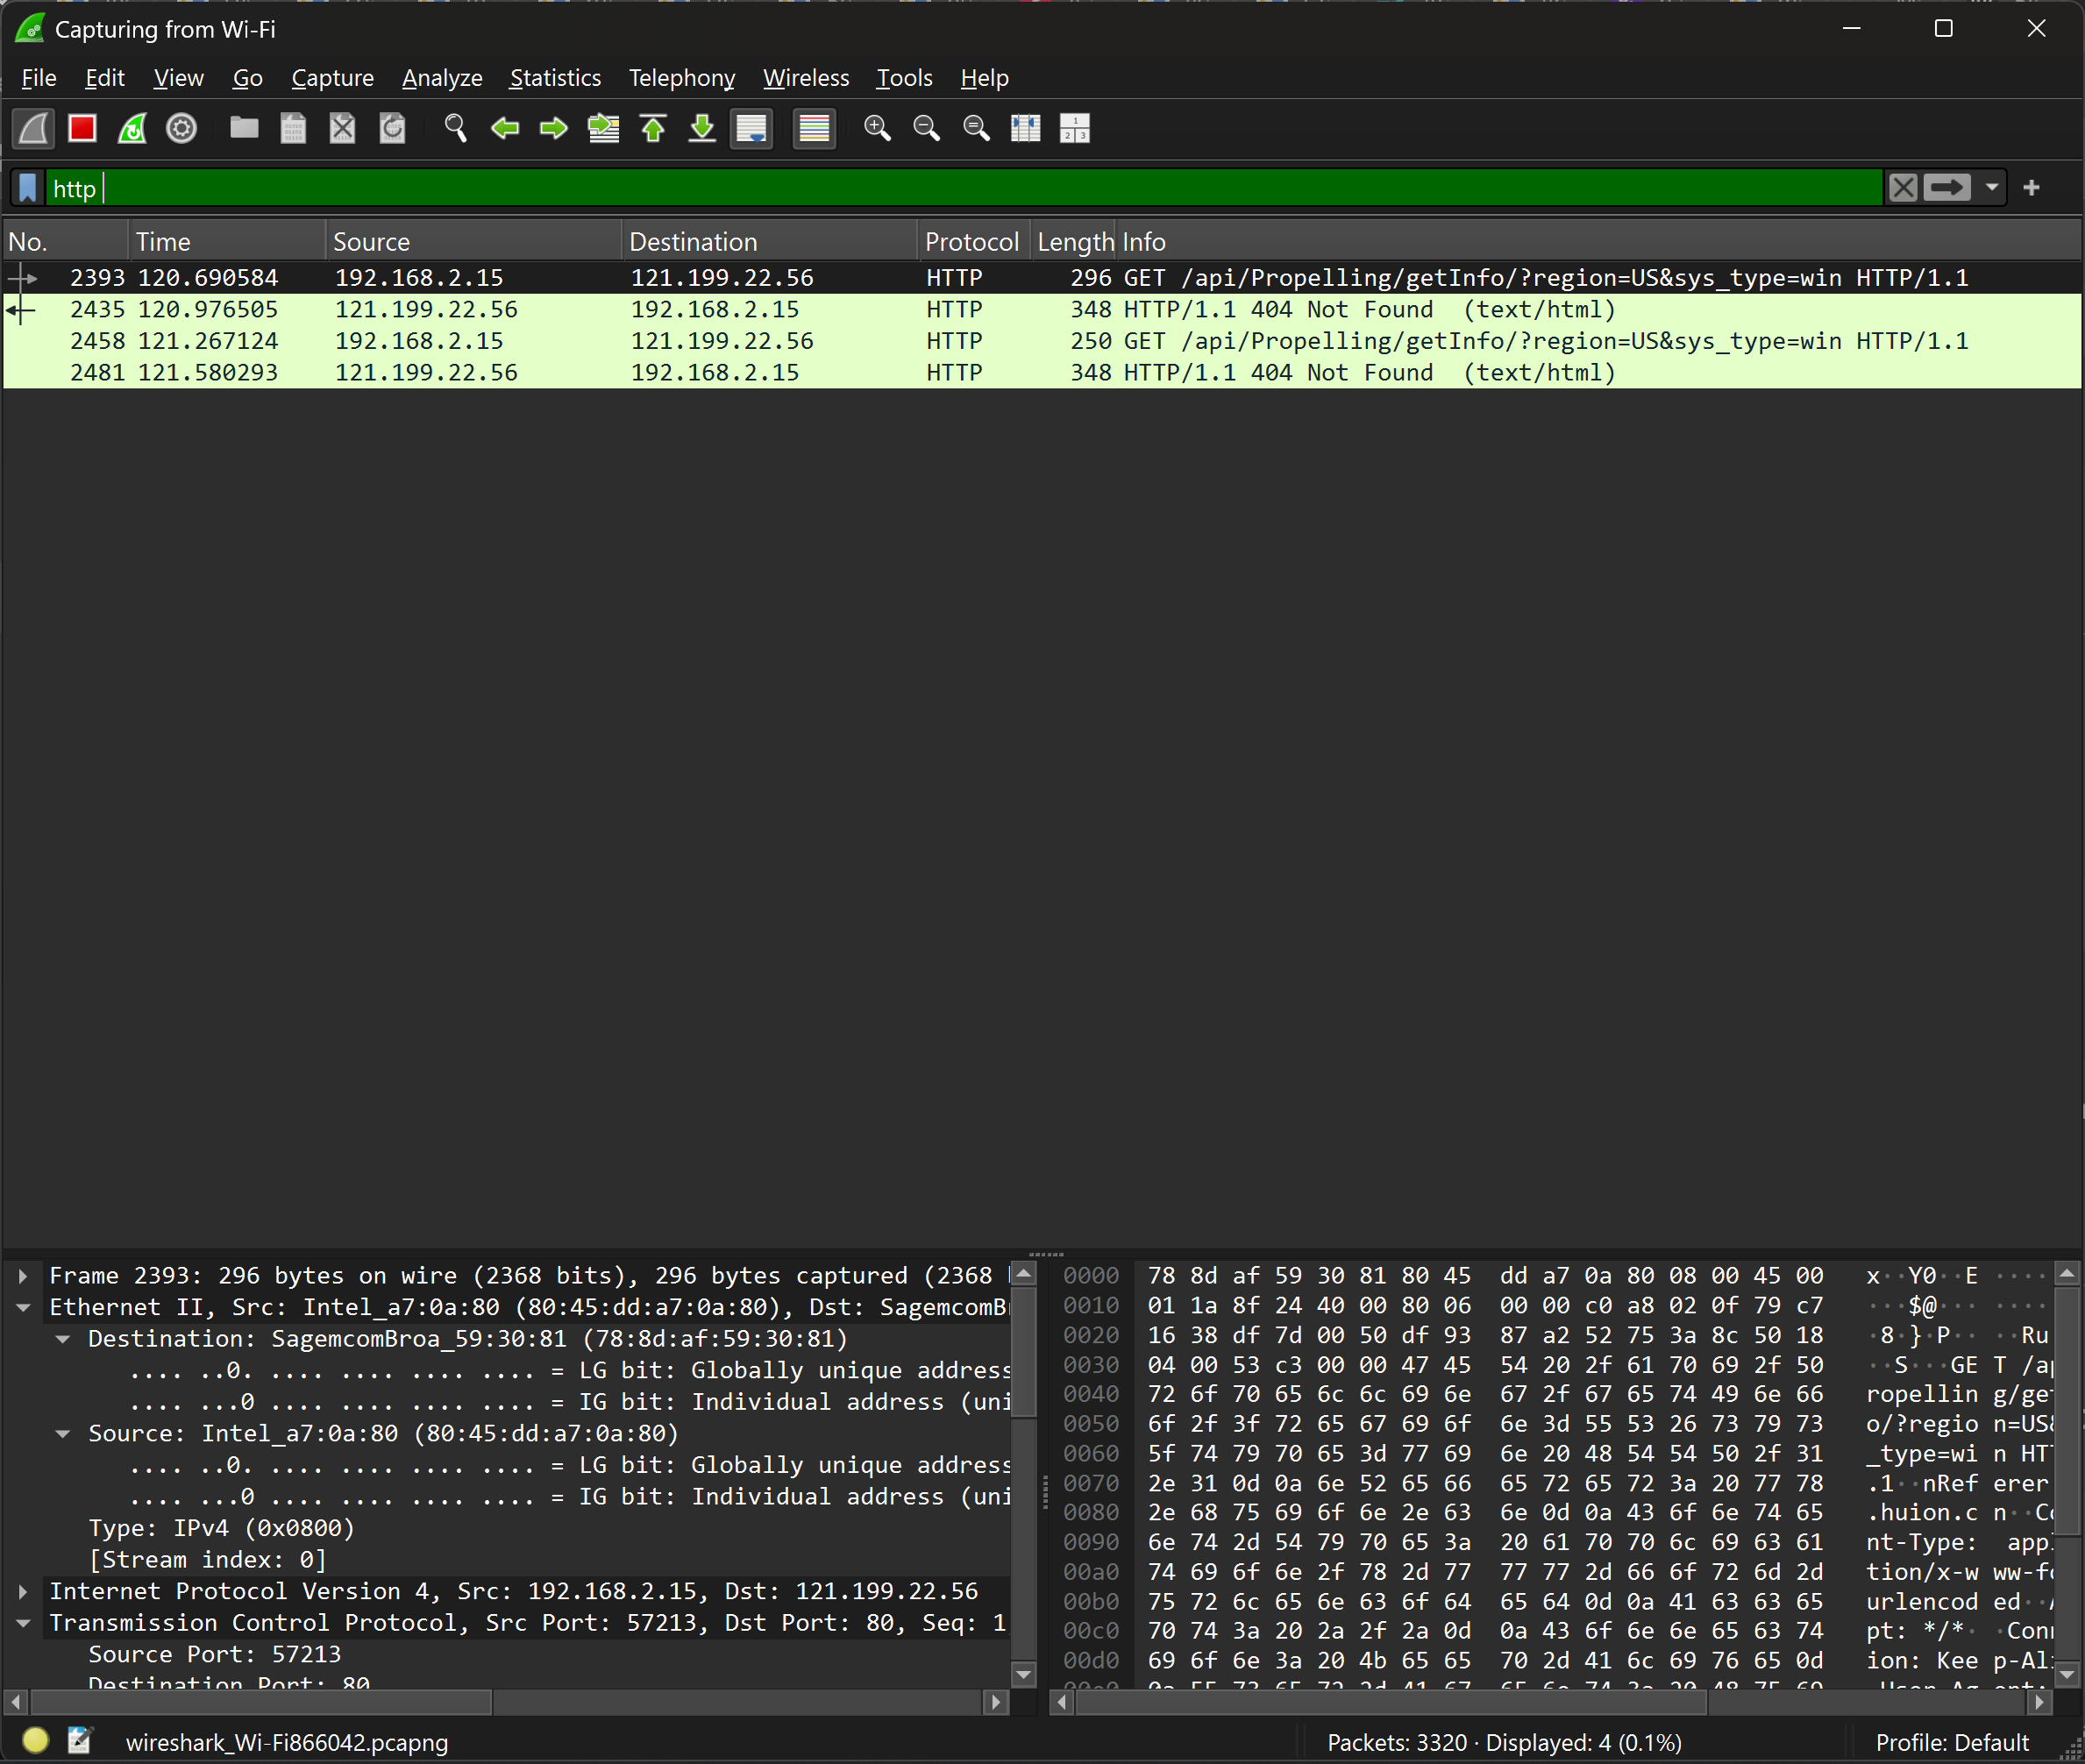 Capturing from Wi-Fi
File Edit View Go Capture Analyze Statistics Telephony Wireless Tools Help
http
No. Time Source Destination Protocol Length Info
2393 120.690584 192.168.2.15 121.199.22.56 HTTP 296 GET /api/Propelling/getInfo/?region=US&sys_type=win HTTP/1.1
2435 120.976505 121.199.22.56 192.168.2.15 HTTP 348 HTTP/1.1 404 Not Found (text/html)
2458 121.267124 192.168.2.15 121.199.22.56 HTTP 250 GET /api/Propelling/getInfo/?region=US&sys_type=win HTTP/1.1
2481 121.580293 121.199.22.56 192.168.2.15 HTTP 348 HTTP/1.1 404 Not Found (text/html)
Frame 2393: 296 bytes on wire (2368 bits), 296 bytes captured (2368
Ethernet II, Src: Intel_a7:0a:80 (80:45:dd:a7:0a:80), Dst: SagemcomB
Destination: SagemcomBroa_59:30:81 (78:8d:af:59:30:81)
.... ..0. .... .... .... .... = LG bit: Globally unique address
.... ...0 .... .... .... .... = IG bit: Individual address (uni
Source: Intel_a7:0a:80 (80:45:dd:a7:0a:80)
.... ..0. .... .... .... .... = LG bit: Globally unique address
.... ...0 .... .... .... .... = IG bit: Individual address (uni
Type: IPv4 (0x0800)
[Stream index: 0]
Internet Protocol Version 4, Src: 192.168.2.15, Dst: 121.199.22.56
Transmission Control Protocol, Src Port: 57213, Dst Port: 80, Seq: 1
Source Port: 57213
Destination Port: 80
0000 78 8d af 59 30 81 80 45 dd a7 0a 80 08 00 45 00 x··Y0··E ····
0010 01 1a 8f 24 40 00 80 06 00 00 c0 a8 02 0f 79 c7 ···$@··· ····
0020 16 38 df 7d 00 50 df 93 87 a2 52 75 3a 8c 50 18 ·8·}·P·· ··Ru
0030 04 00 53 c3 00 00 47 45 54 20 2f 61 70 69 2f 50 ··S···GE T /a
0040 72 6f 70 65 6c 6c 69 6e 67 2f 67 65 74 49 6e 66 ropellin g/ge
0050 6f 2f 3f 72 65 67 69 6f 6e 3d 55 53 26 73 79 73 o/?regio n=US
0060 5f 74 79 70 65 3d 77 69 6e 20 48 54 54 50 2f 31 _type=wi n HT
0070 2e 31 0d 0a 6e 52 65 66 65 72 65 72 3a 20 77 78 .1··nRef erer
0080 2e 68 75 69 6f 6e 2e 63 6e 0d 0a 43 6f 6e 74 65 .huion.c n··C
0090 6e 74 2d 54 79 70 65 3a 20 61 70 70 6c 69 63 61 nt-Type: app
00a0 74 69 6f 6e 2f 78 2d 77 77 77 2d 66 6f 72 6d 2d tion/x-w ww-f
00b0 75 72 6c 65 6e 63 6f 64 65 64 0d 0a 41 63 63 65 urlencod ed··
00c0 70 74 3a 20 2a 2f 2a 0d 0a 43 6f 6e 6e 65 63 74 pt: */*· ·Con
00d0 69 6f 6e 3a 20 4b 65 65 70 2d 41 6c 69 76 65 0d ion: Kee p-Al
wireshark_Wi-Fi866042.pcapng
Packets: 3320 · Displayed: 4 (0.1%)
Profile: Default